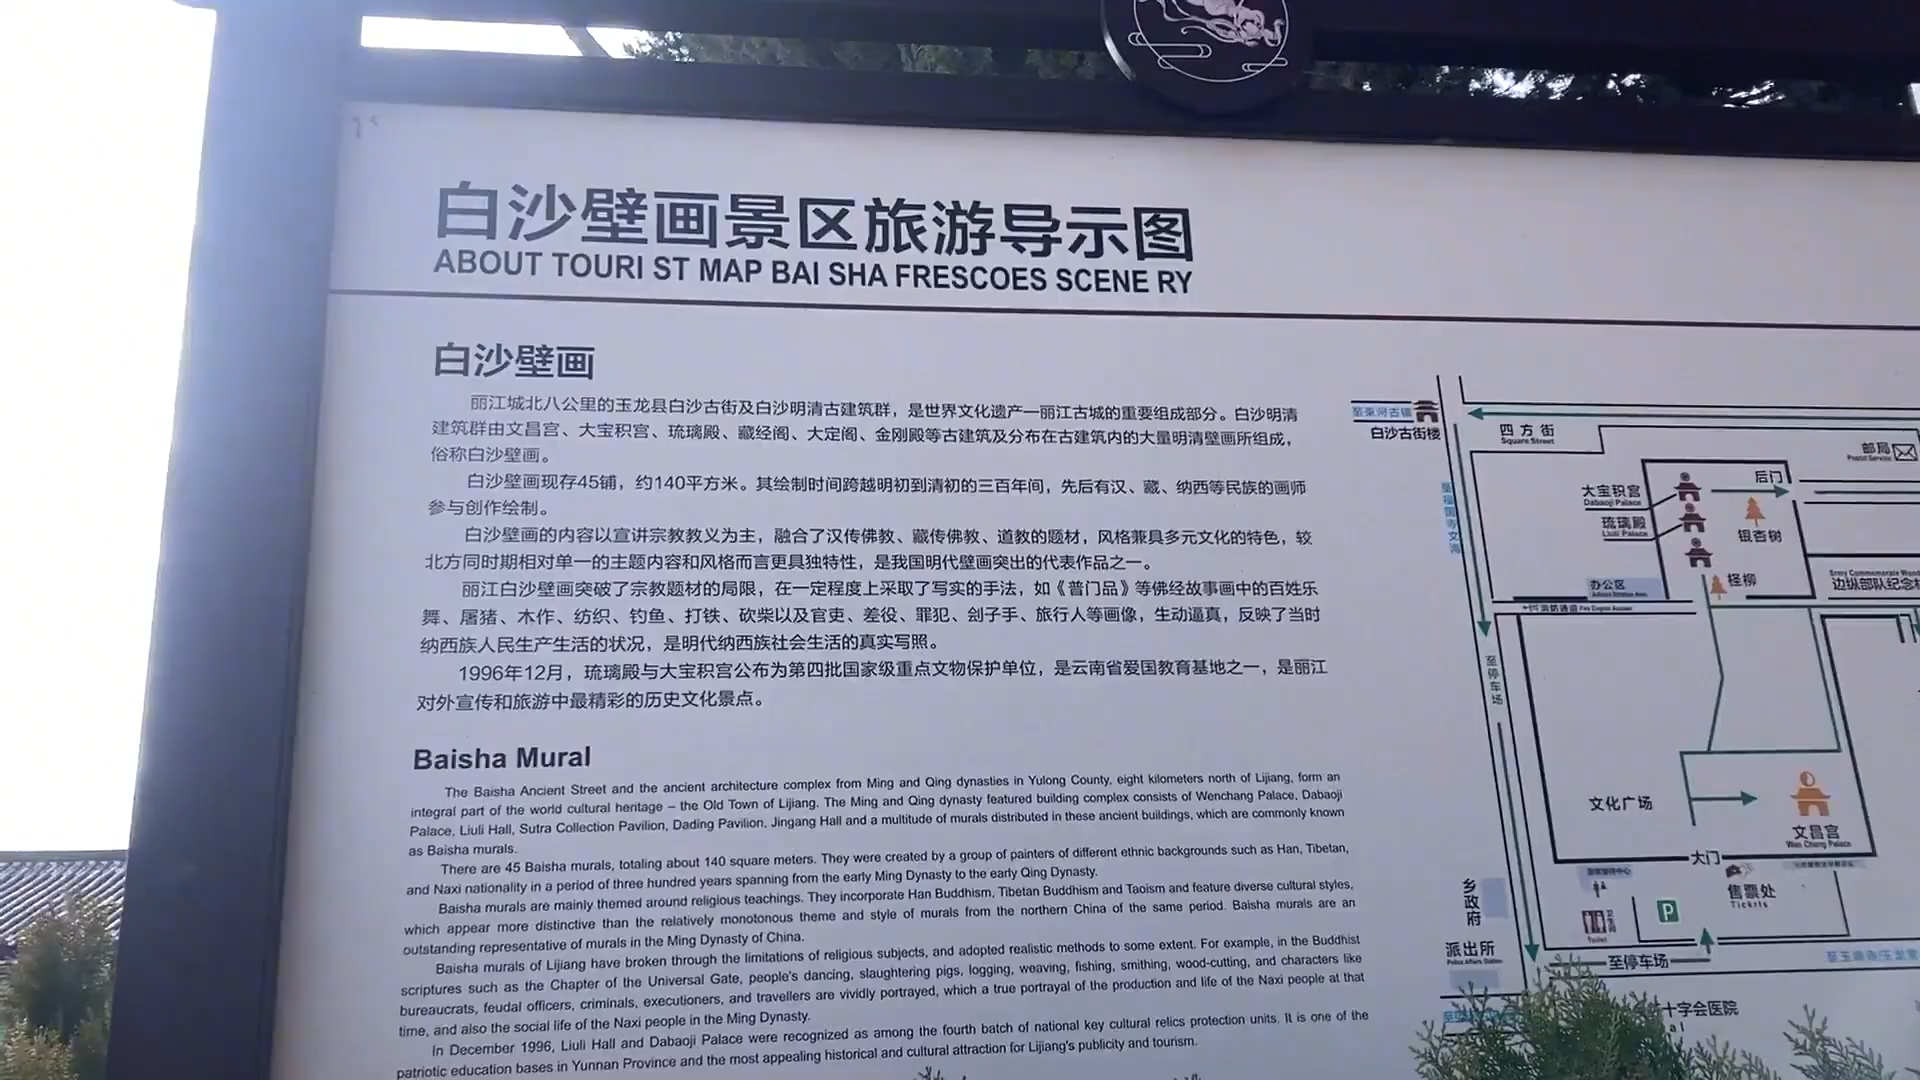 白沙壁画景区旅游导示图
ABOUT TOURI ST MAP BAI SHA FRESCOES SCENE RY
白沙壁画
丽江城北八公里的玉龙县白沙古街及白沙明清古建筑群，是世界文化遗产—丽江古城的重要组成部分。白沙明清
建筑群由文昌宫、大宝积宫、琉璃殿、藏经阁、大定阁、金刚殿等古建筑及分布在古建筑内的大量明清壁画所组成，
俗称白沙壁画。
白沙壁画现存45铺，约140平方米。其绘制时间跨越明初到清初的三百年间，先后有汉、藏、纳西等民族的画师
参与创作绘制。
白沙壁画的内容以宣讲宗教教义为主，融合了汉传佛教、藏传佛教、道教的题材，风格兼具多元文化的特色，较
北方同时期相对单一的主题内容和风格而言更具独特性，是我国明代壁画突出的代表作品之一。
丽江白沙壁画突破了宗教题材的局限，在一定程度上采取了写实的手法，如《普门品》等佛经故事画中的百姓乐
舞、屠猪、木作、纺织、钓鱼、打铁、砍柴以及官吏、差役、罪犯、刽子手、旅行人等画像，生动逼真，反映了当时
纳西族人民生产生活的状况，是明代纳西族社会生活的真实写照。
1996年12月，琉璃殿与大宝积宫公布为第四批国家级重点文物保护单位，是云南省爱国教育基地之一，是丽江
对外宣传和旅游中最精彩的历史文化景点。
Baisha Mural
The Baisha Ancient Street and the ancient architecture complex from Ming and Qing dynasties in Yulong County, eight kilometers north of Lijiang, form an
integral part of the world cultural heritage – the Old Town of Lijiang. The Ming and Qing dynasty featured building complex consists of Wenchang Palace, Dabaoji
Palace, Liuli Hall, Sutra Collection Pavilion, Dading Pavilion, Jingang Hall and a multitude of murals distributed in these ancient buildings, which are commonly known
as Baisha murals.
There are 45 Baisha murals, totaling about 140 square meters. They were created by a group of painters of different ethnic backgrounds such as Han, Tibetan,
and Naxi nationality in a period of three hundred years spanning from the early Ming Dynasty to the early Qing Dynasty.
Baisha murals are mainly themed around religious teachings. They incorporate Han Buddhism, Tibetan Buddhism and Taoism and feature diverse cultural styles,
which appear more distinctive than the relatively monotonous theme and style of murals from the northern China of the same period. Baisha murals are an
outstanding representative of murals in the Ming Dynasty of China.
Baisha murals of Lijiang have broken through the limitations of religious subjects, and adopted realistic methods to some extent. For example, in the Buddhist
scriptures such as the Chapter of the Universal Gate, people's dancing, slaughtering pigs, logging, weaving, fishing, smithing, wood-cutting, and characters like
bureaucrats, feudal officers, criminals, executioners, and travellers are vividly portrayed, which a true portrayal of the production and life of the Naxi people at that
time, and also the social life of the Naxi people in the Ming Dynasty.
In December 1996, Liuli Hall and Dabaoji Palace were recognized as among the fourth batch of national key cultural relics protection units. It is one of the
patriotic education bases in Yunnan Province and the most appealing historical and cultural attraction for Lijiang's publicity and tourism.
至束河古镇
白沙古街楼
四方街
Square Street
邮局
大宝积宫
Dabaoji Palace
后门
琉璃殿
Liuli Palace
银杏树
柽柳
办公区
消防通道
边纵部队纪念
至停车场
文化广场
文昌宫
Wen Chang Palace
大门
售票处
Tickrts
P
Toilet
乡政府
派出所
至停车场
十字会医院